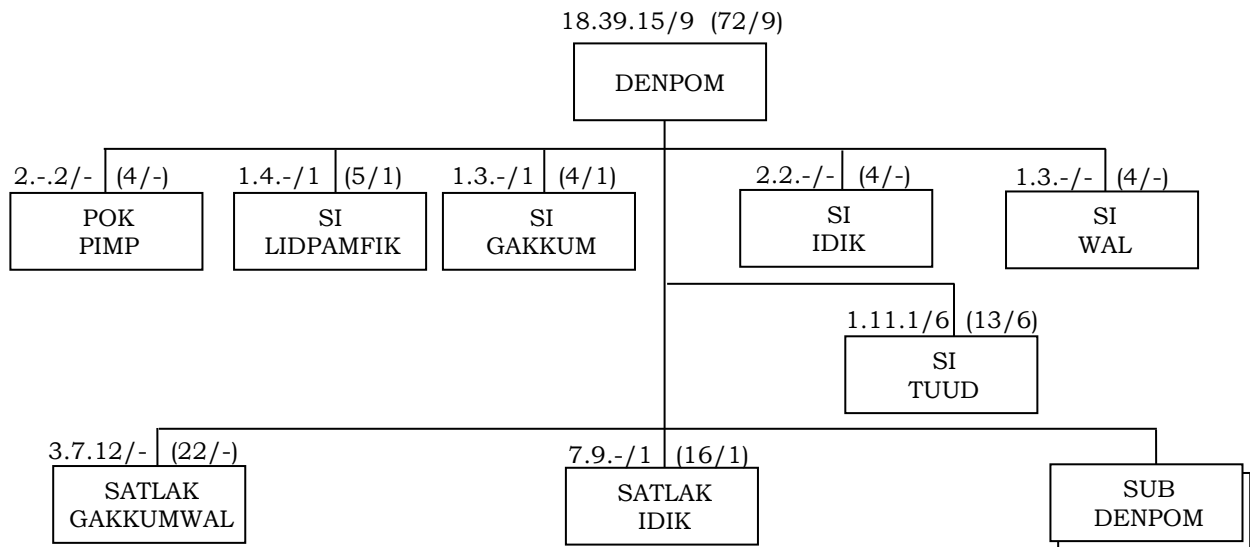 18.39.15/9 (72/9)
DENPOM
2.-.2/- (4/-)
POK
PIMP
1.4.-/1 (5/1)
SI
LIDPAMFIK
1.3.-/1 (4/1)
SI
GAKKUM
2.2.-/- (4/-)
SI
IDIK
1.3.-/- (4/-)
SI
WAL
1.11.1/6 (13/6)
SI
TUUD
3.7.12/- (22/-)
SATLAK
GAKKUMWAL
7.9.-/1 (16/1)
SATLAK
IDIK
SUB
DENPOM